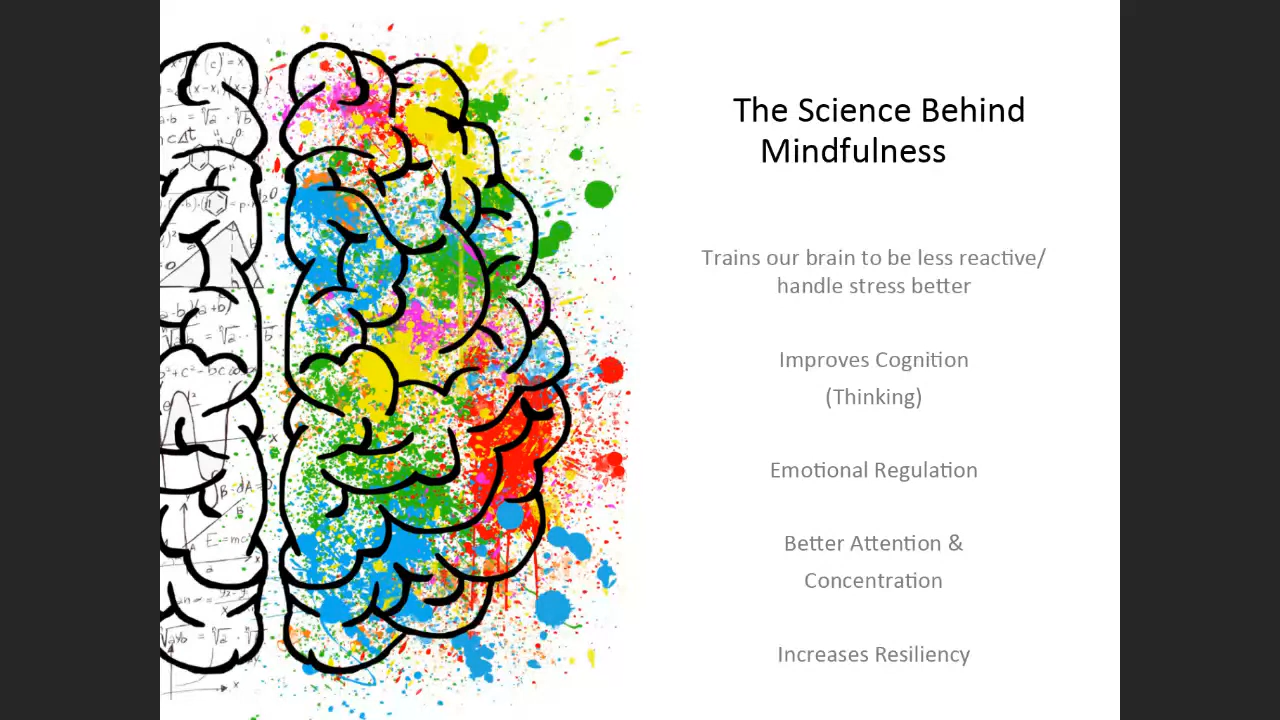 The Science Behind
Mindfulness
Trains our brain to be less reactive/
handle stress better
Improves Cognition
(Thinking)
Emotional Regulation
Better Attention &
Concentration
Increases Resiliency